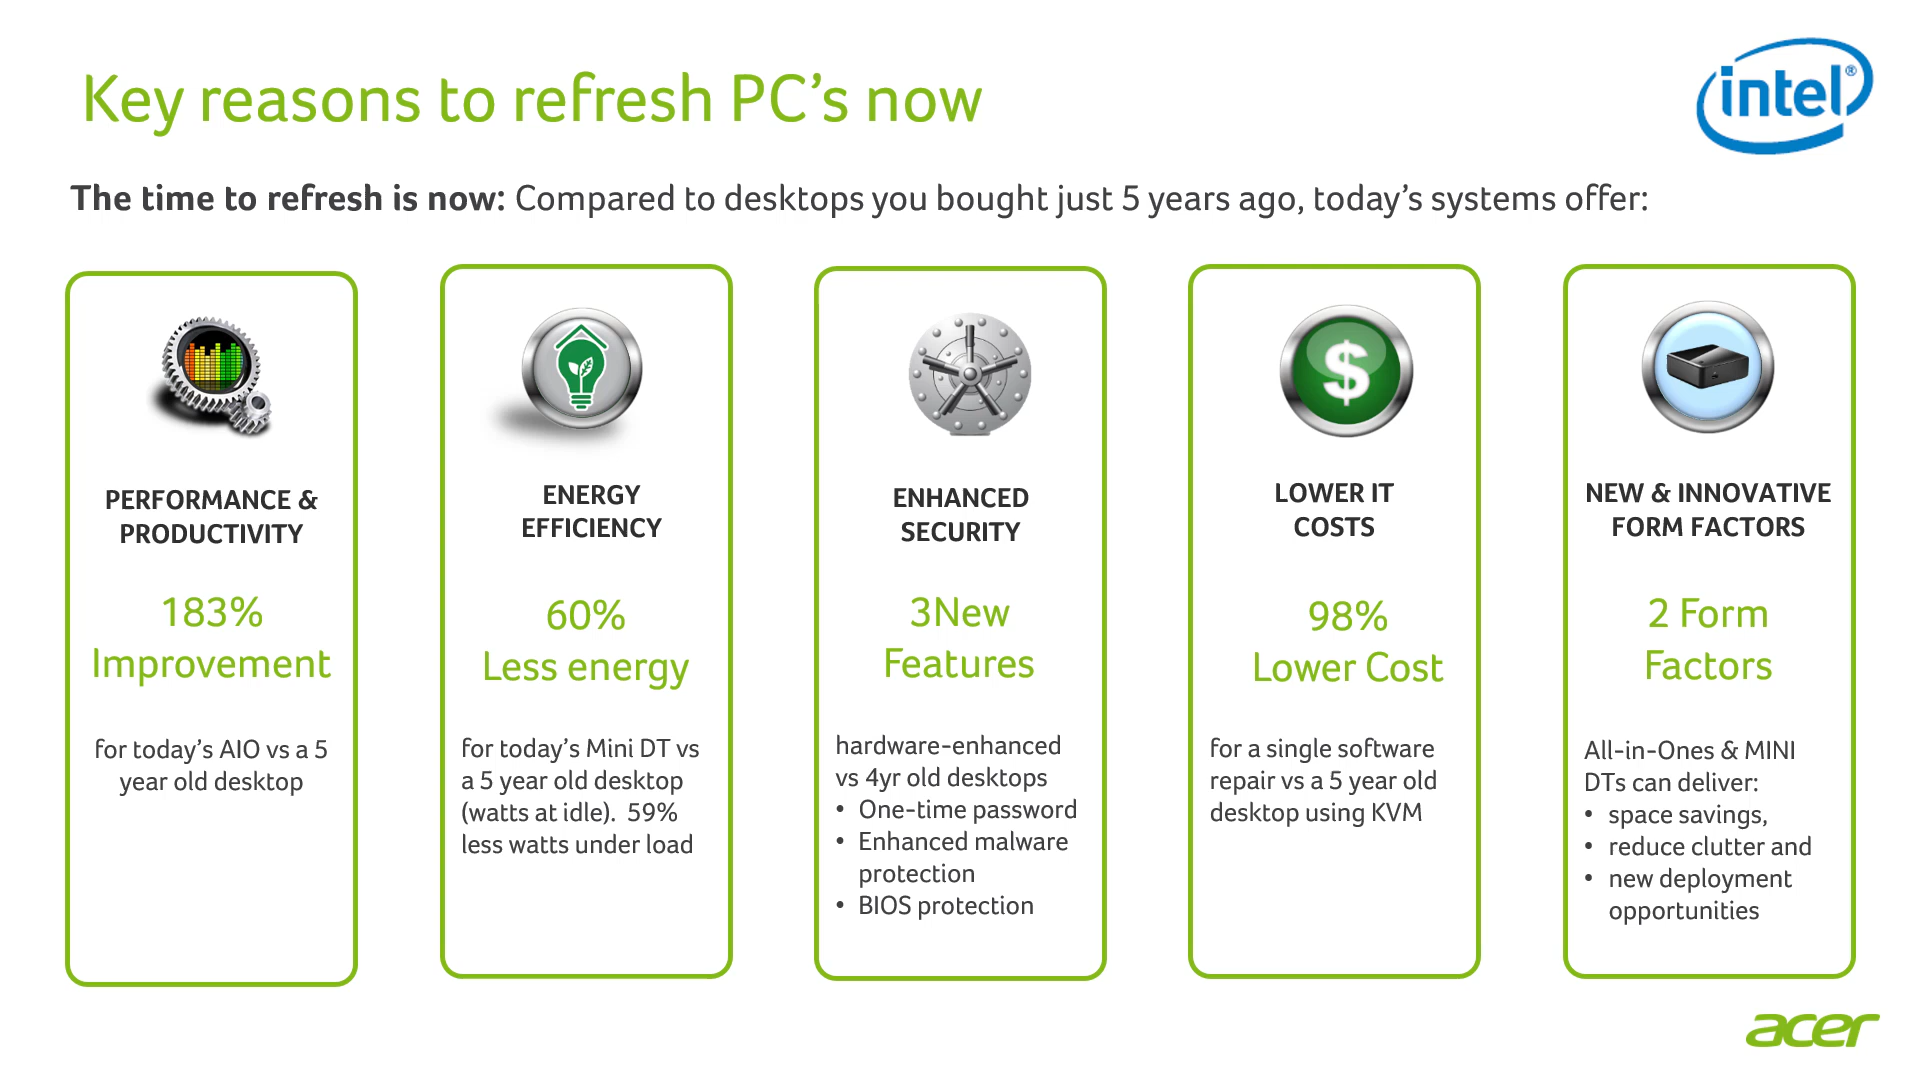 Key reasons to refresh PC’s now
intel®
The time to refresh is now: Compared to desktops you bought just 5 years ago, today’s systems offer:
PERFORMANCE &
PRODUCTIVITY
183%
Improvement
for today’s AIO vs a 5
year old desktop
ENERGY
EFFICIENCY
60%
Less energy
for today’s Mini DT vs
a 5 year old desktop
(watts at idle).  59%
less watts under load
ENHANCED
SECURITY
3New
Features
hardware-enhanced
vs 4yr old desktops
• One-time password
• Enhanced malware
protection
• BIOS protection
$
LOWER IT
COSTS
98%
Lower Cost
for a single software
repair vs a 5 year old
desktop using KVM
NEW & INNOVATIVE
FORM FACTORS
2 Form
Factors
All-in-Ones & MINI
DTs can deliver:
• space savings,
• reduce clutter and
• new deployment
opportunities
acer